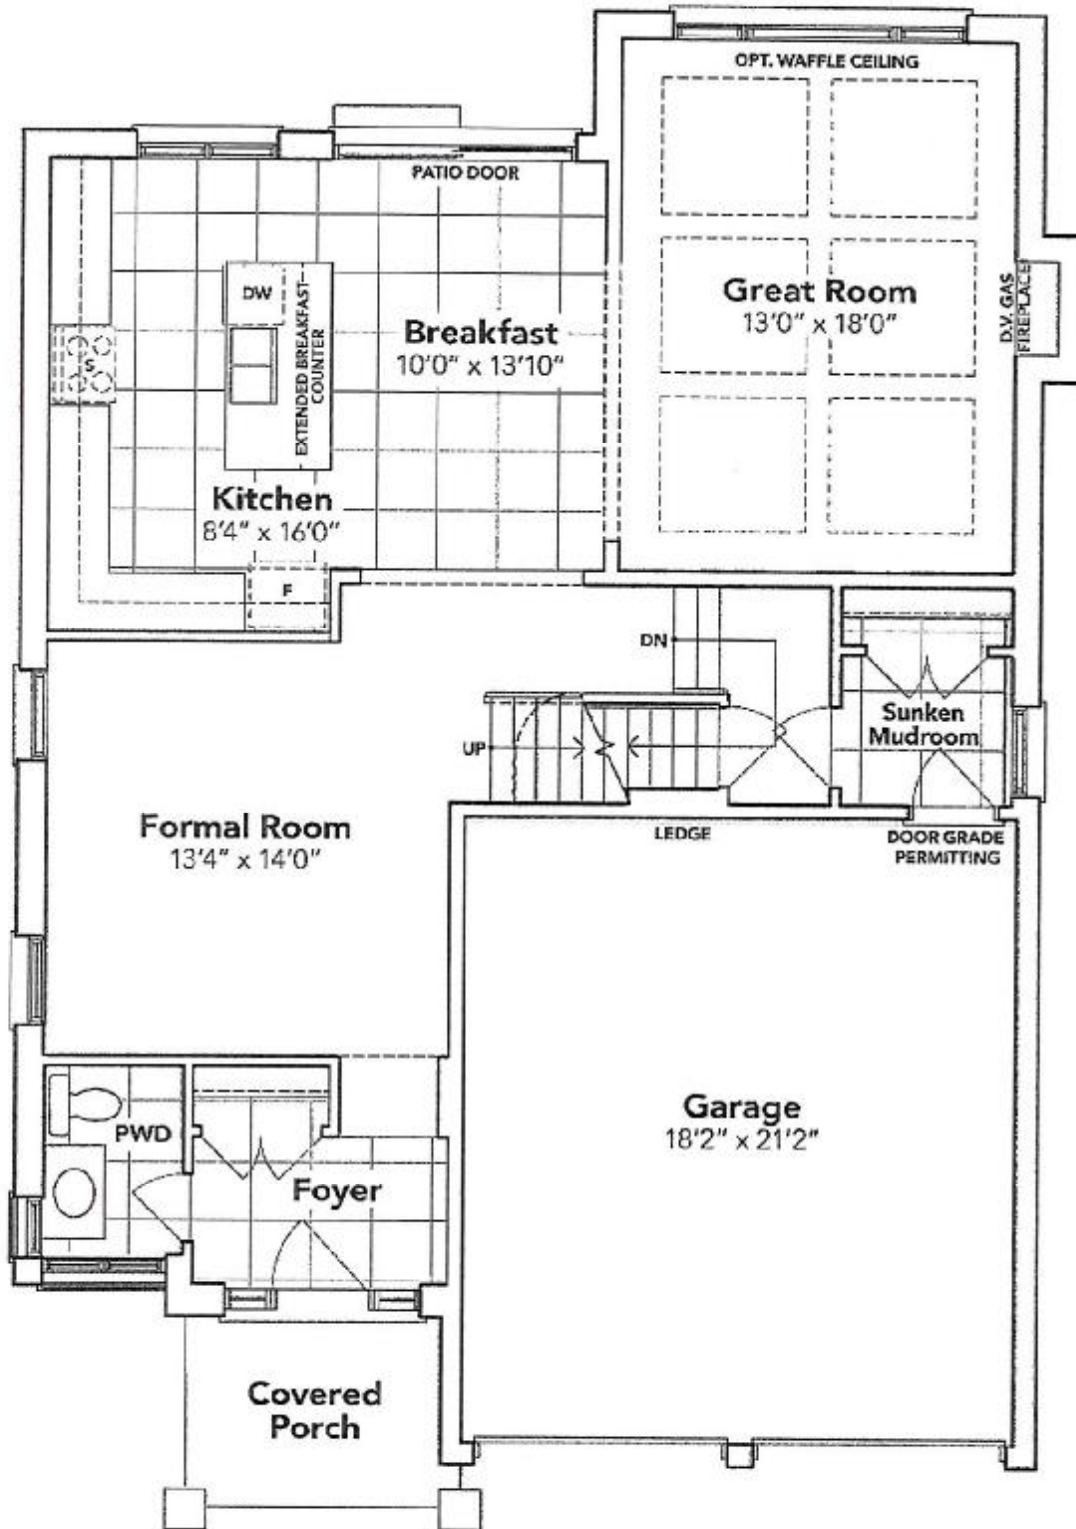 OPT. WAFFLE CEILING
PATIO DOOR
DW
EXTENDED BREAKFAST
COUNTER
Breakfast
10'0" x 13'10"
Great Room
13'0" x 18'0"
D.V. GAS
FIREPLACE
S
Kitchen
8'4" x 16'0"
F
DN
UP
Sunken
Mudroom
Formal Room
13'4" x 14'0"
LEDGE
DOOR GRADE
PERMITTING
PWD
Foyer
Garage
18'2" x 21'2"
Covered
Porch